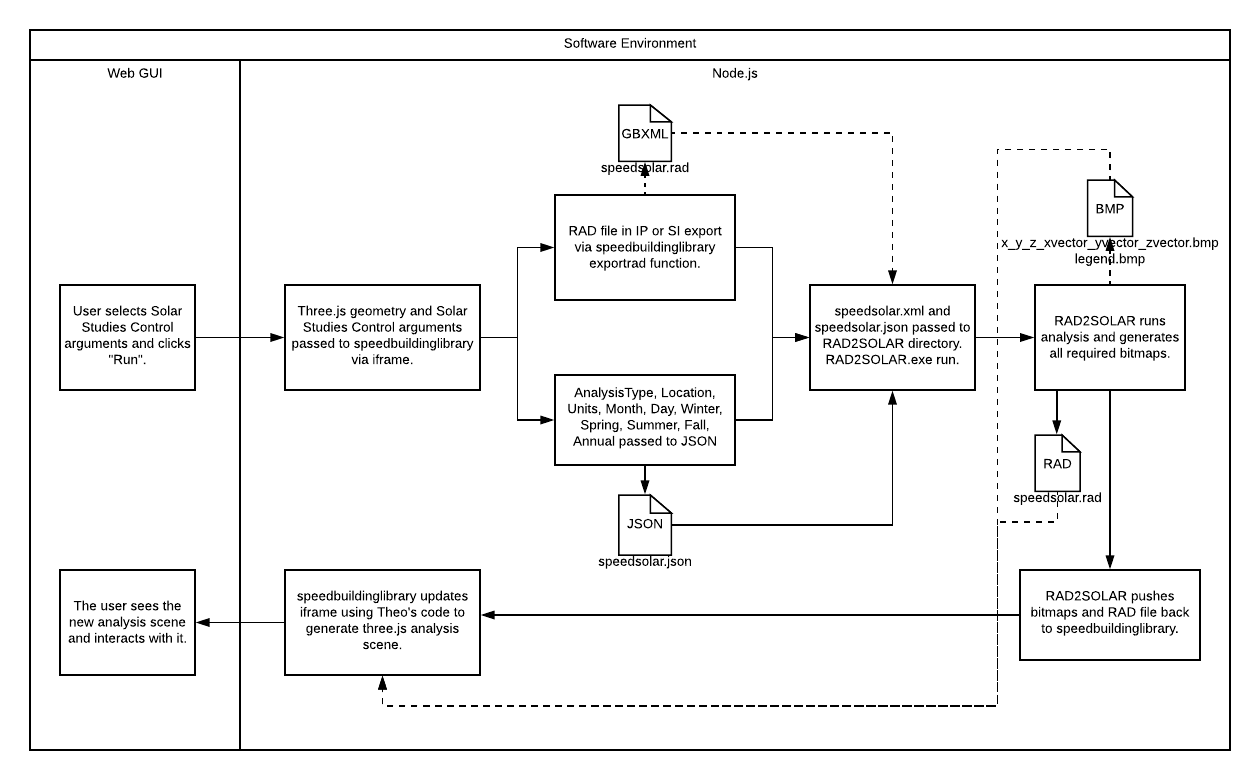 Software Environment
Web GUI
Node.js
GBXML
speedsolar.rad
BMP
x_y_z_xvector_yvector_zvector.bmp
legend.bmp
RAD file in IP or SI export
via speedbuildinglibrary
exportrad function.
User selects Solar
Studies Control
arguments and clicks
"Run".
Three.js geometry and Solar
Studies Control arguments
passed to speedbuildinglibrary
via iframe.
speedsolar.xml and
speedsolar.json passed to
RAD2SOLAR directory.
RAD2SOLAR.exe run.
RAD2SOLAR runs
analysis and generates
all required bitmaps.
AnalysisType, Location,
Units, Month, Day, Winter,
Spring, Summer, Fall,
Annual passed to JSON
RAD
speedsolar.rad
JSON
speedsolar.json
The user sees the
new analysis scene
and interacts with it.
speedbuildinglibrary updates
iframe using Theo's code to
generate three.js analysis
scene.
RAD2SOLAR pushes
bitmaps and RAD file back
to speedbuildinglibrary.